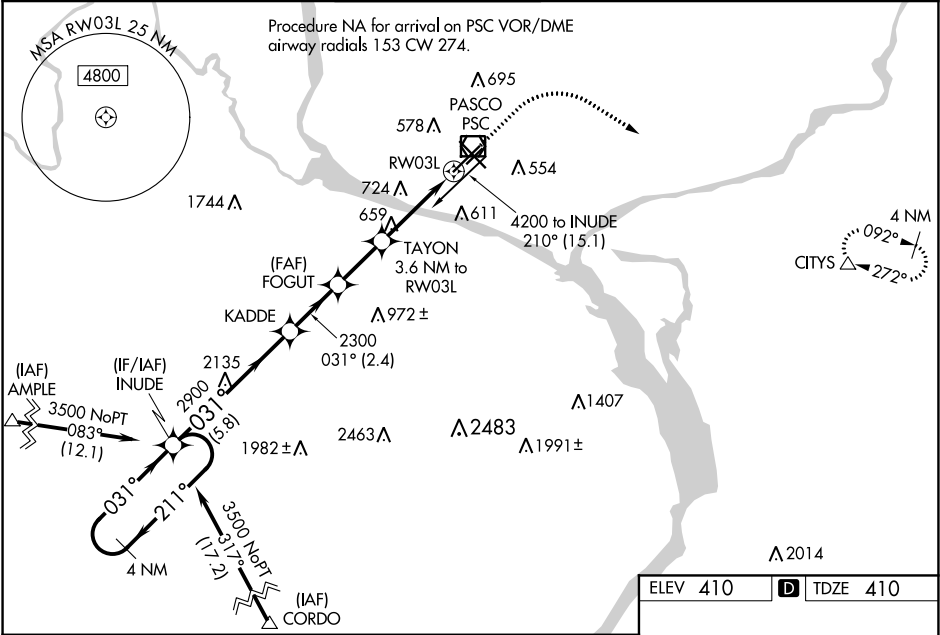 MSA RW03L 25 NM
4800
Procedure NA for arrival on PSC VOR/DME
airway radials 153 CW 274.
695
PASCO
PSC
578
RW03L
554
724
1744
659
611
4200 to INUDE
210° (15.1)
4 NM
092°
CITYS
272°
TAYON
3.6 NM to
RW03L
(FAF)
FOGUT
KADDE
972 ±
2300
031° (2.4)
2135
(IF/IAF)
INUDE
(IAF)
AMPLE
3500 NoPT
083°
(12.1)
2900
031°
(5.8)
1407
1982 ±
2463
2483
1991 ±
031°
211°
4 NM
3500 NoPT
317°
(17.2)
(IAF)
CORDO
2014
ELEV 410 D TDZE 410